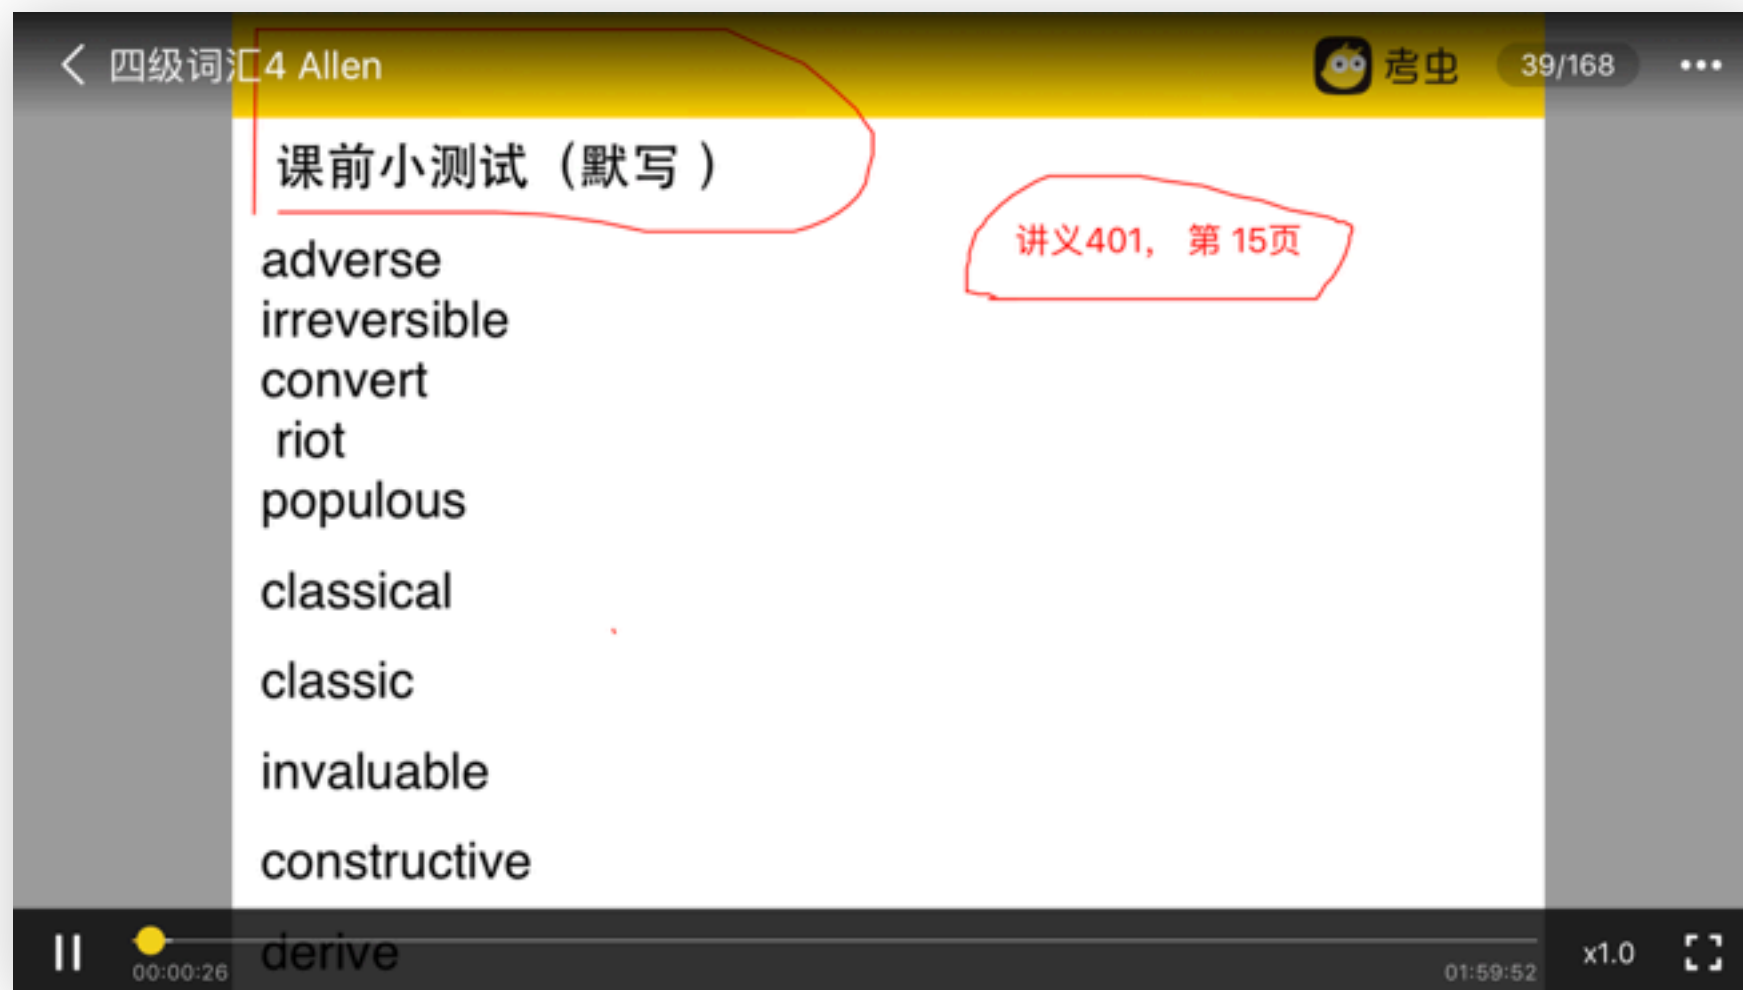 四级词汇4 Allen
考虫
39/168
•••
课前小测试（默写 ）
讲义401， 第 15页
adverse
irreversible
convert
riot
populous
classical
classic
invaluable
constructive
derive
00:00:26
01:59:52
x1.0